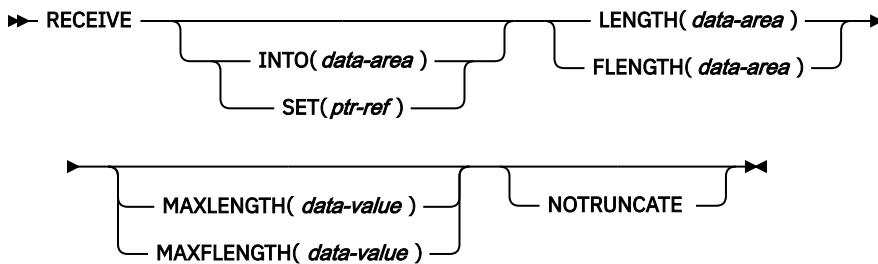 RECEIVE LENGTH( data-area )
INTO( data-area ) FLENGTH( data-area )
SET( ptr-ref )
MAXLENGTH( data-value ) NOTRUNCATE
MAXFLENGTH( data-value )